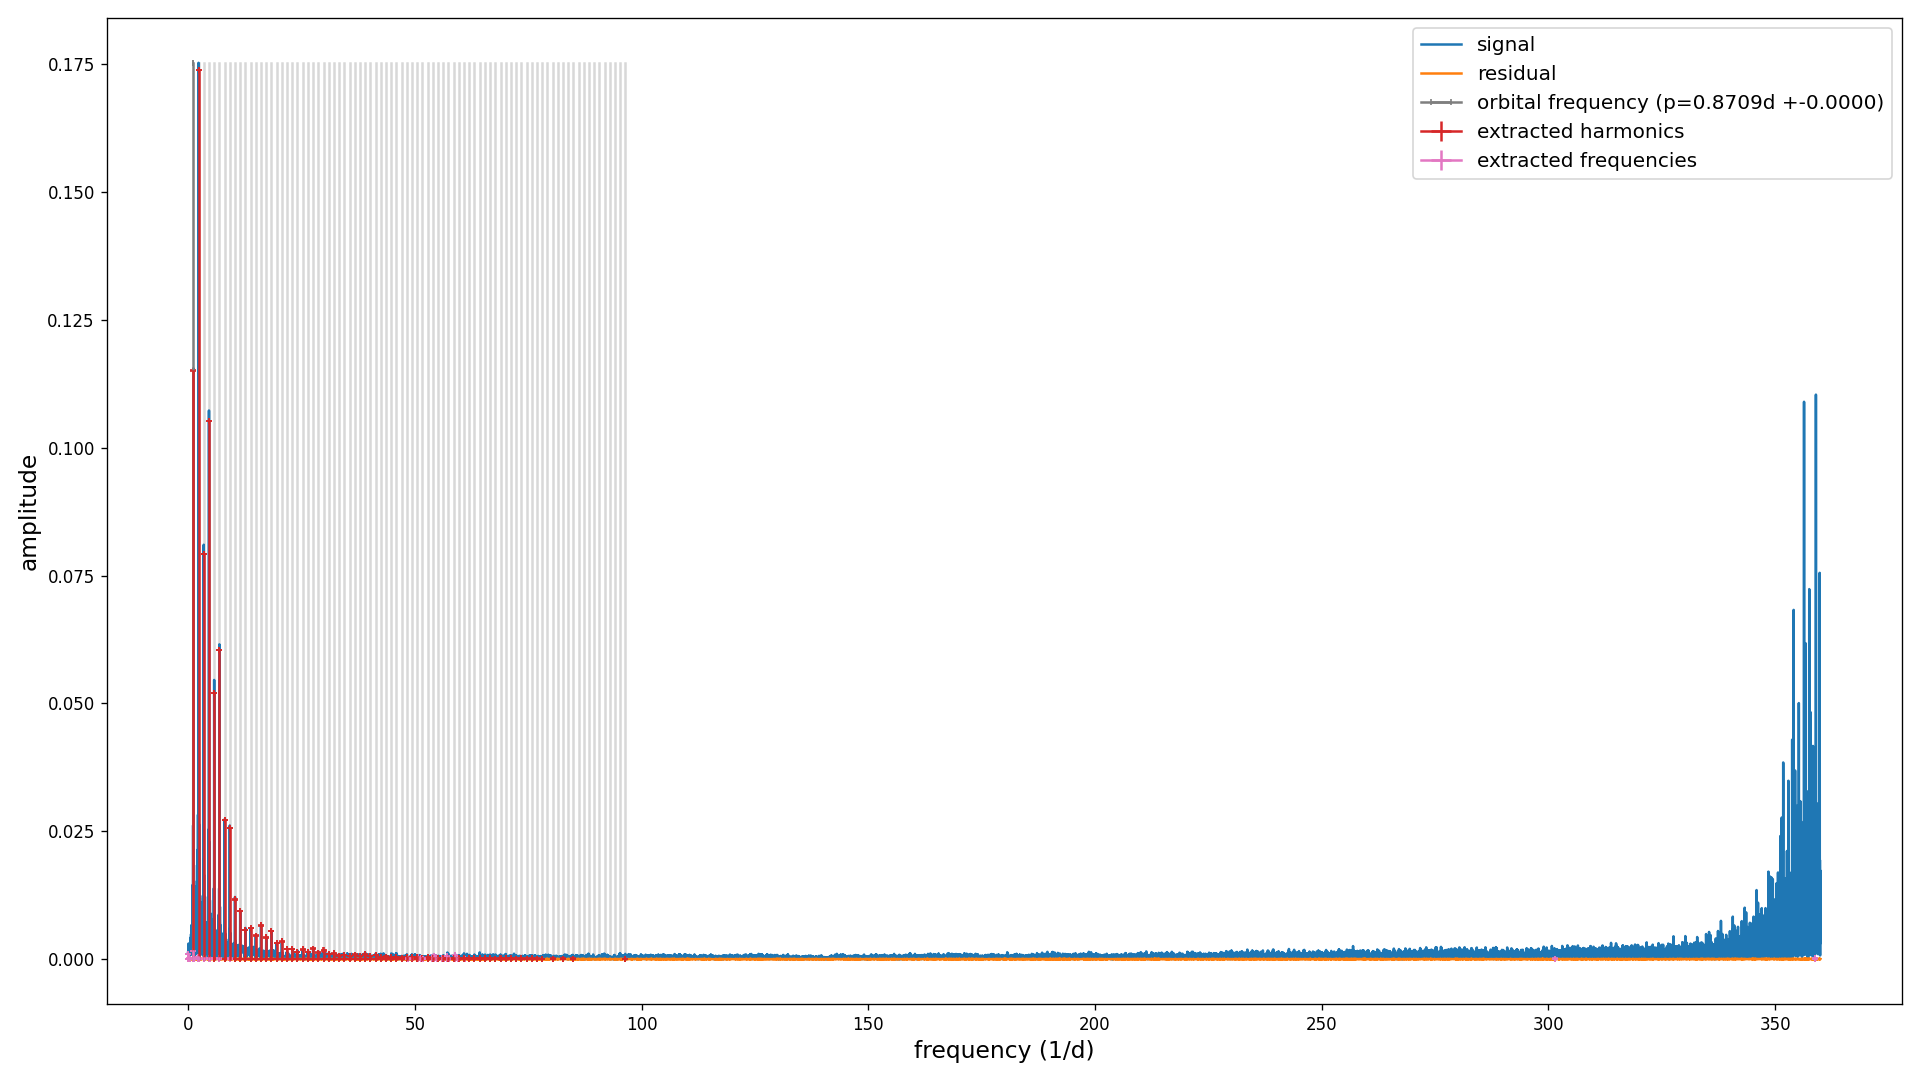 signal
residual
orbital frequency (p=0.8709d +-0.0000)
extracted harmonics
extracted frequencies
0.175
0.150
0.125
0.100
0.075
0.050
0.025
0.000
amplitude
0 50 100 150 200 250 300 350
frequency (1/d)